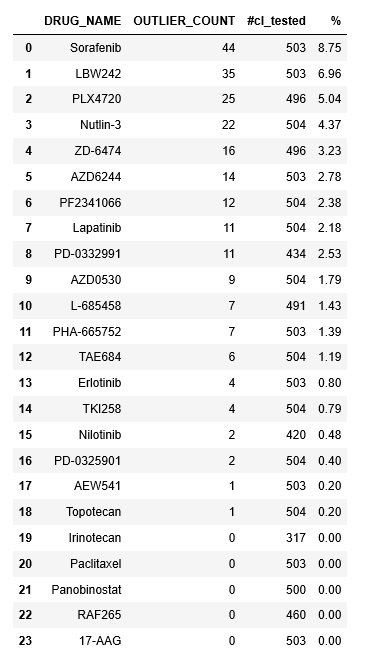 DRUG_NAME OUTLIER_COUNT #cl_tested %
0 Sorafenib 44 503 8.75
1 LBW242 35 503 6.96
2 PLX4720 25 496 5.04
3 Nutlin-3 22 504 4.37
4 ZD-6474 16 496 3.23
5 AZD6244 14 503 2.78
6 PF2341066 12 504 2.38
7 Lapatinib 11 504 2.18
8 PD-0332991 11 434 2.53
9 AZD0530 9 504 1.79
10 L-685458 7 491 1.43
11 PHA-665752 7 503 1.39
12 TAE684 6 504 1.19
13 Erlotinib 4 503 0.80
14 TKI258 4 504 0.79
15 Nilotinib 2 420 0.48
16 PD-0325901 2 504 0.40
17 AEW541 1 503 0.20
18 Topotecan 1 504 0.20
19 Irinotecan 0 317 0.00
20 Paclitaxel 0 503 0.00
21 Panobinostat 0 500 0.00
22 RAF265 0 460 0.00
23 17-AAG 0 503 0.00